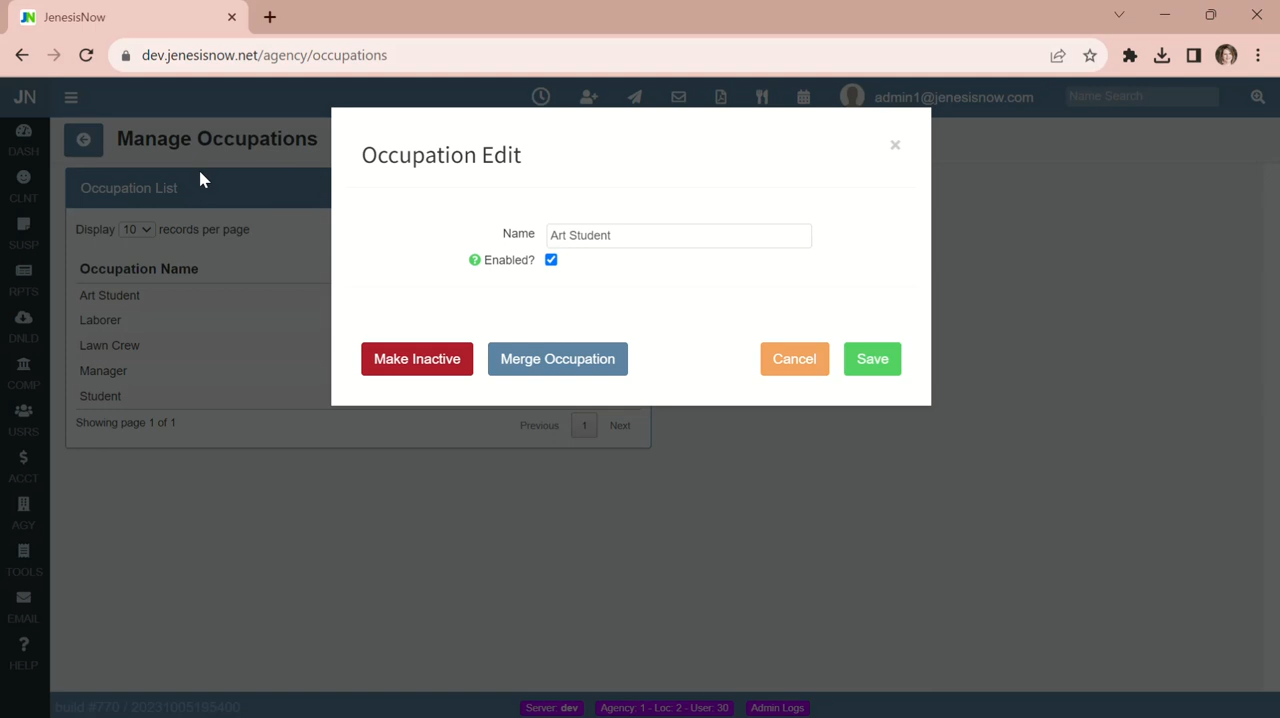 JenesisNow
dev.jenesisnow.net/agency/occupations
JN
admin1@jenesisnow.com
Name Search
DASH
CLNT
SUSP
RPTS
DNLD
COMP
USRS
$
ACCT
AGY
TOOLS
EMAIL
?
HELP
Manage Occupations
Occupation List
Display 10 records per page
Occupation Name
Art Student
Laborer
Lawn Crew
Manager
Student
Showing page 1 of 1
Previous 1 Next
Occupation Edit
×
Name Art Student
? Enabled?
Make Inactive Merge Occupation Cancel Save
build #770 / 20231005195400
Server: dev Agency: 1 - Loc: 2 - User: 30 Admin Logs